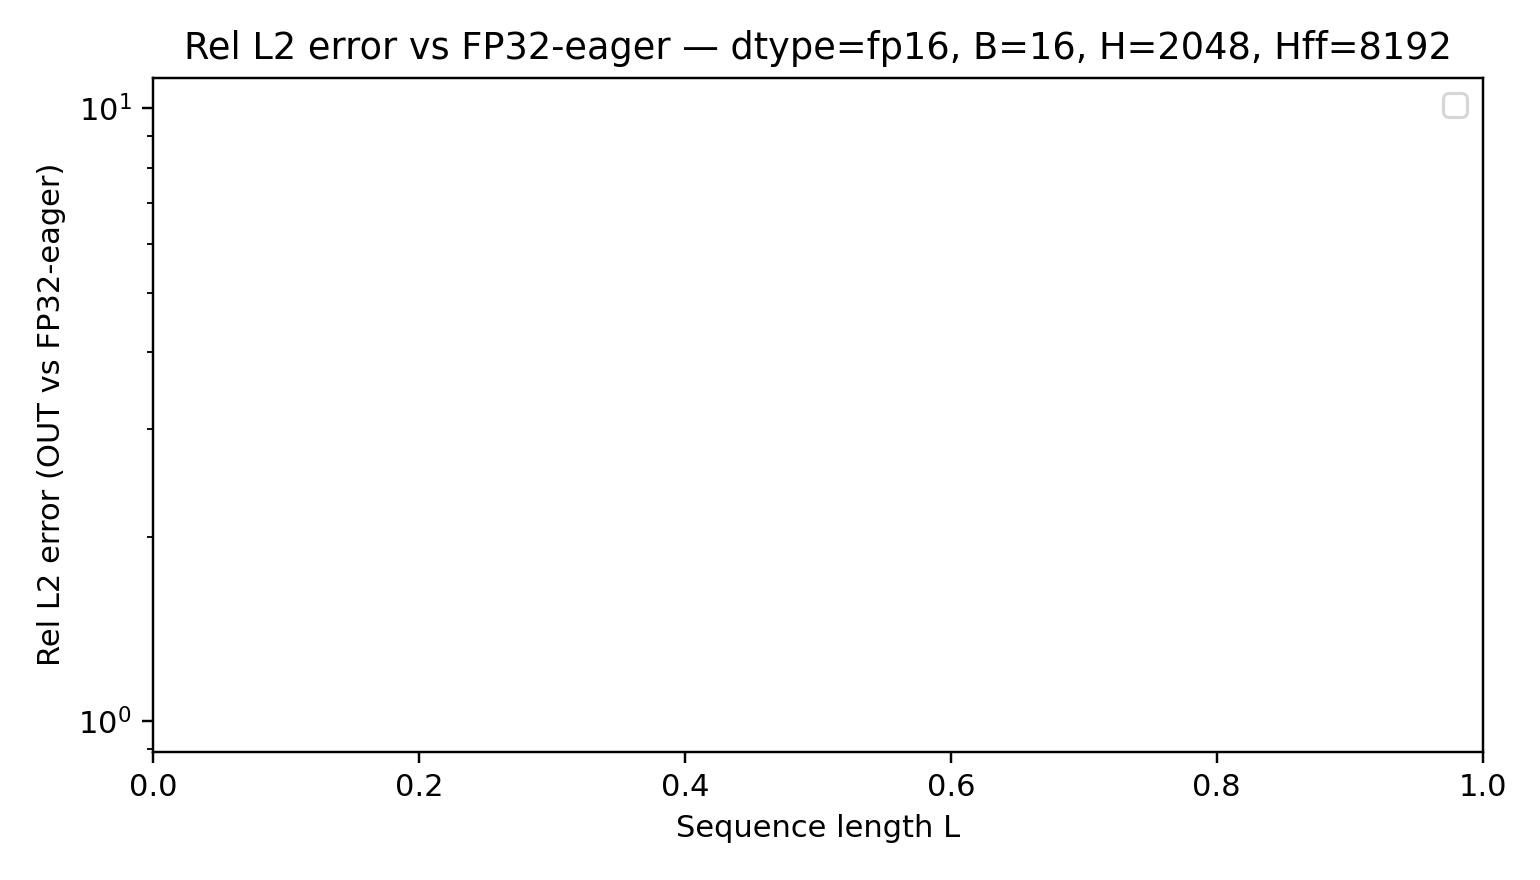 Rel L2 error vs FP32-eager — dtype=fp16, B=16, H=2048, Hff=8192
Rel L2 error (OUT vs FP32-eager)
10¹
10⁰
0.0 0.2 0.4 0.6 0.8 1.0
Sequence length L